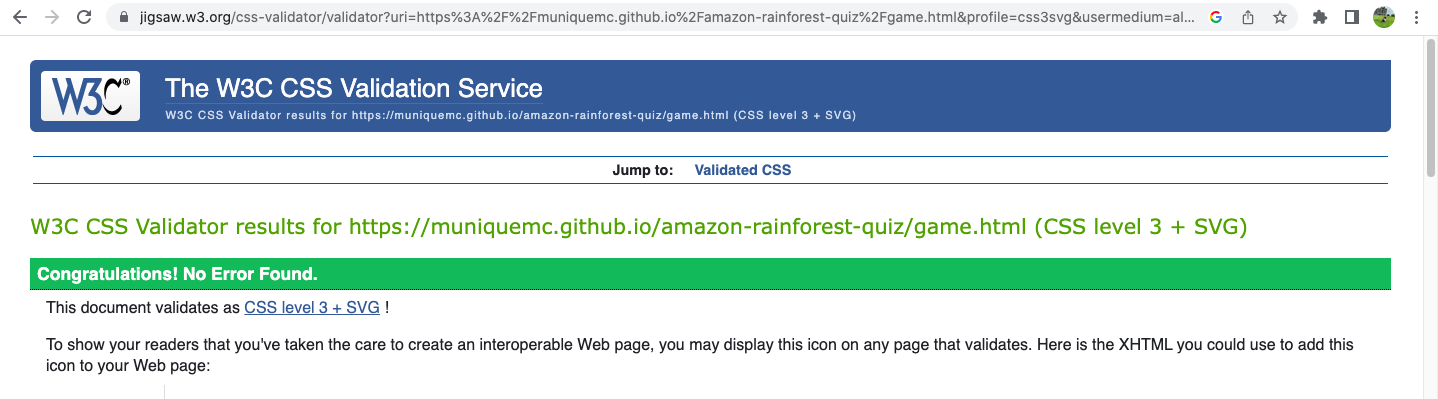 jigsaw.w3.org/css-validator/validator?uri=https%3A%2F%2Fmuniquemc.github.io%2Famazon-rainforest-quiz%2Fgame.html&profile=css3svg&usermedium=al...
W3C®
The W3C CSS Validation Service
W3C CSS Validator results for https://muniquemc.github.io/amazon-rainforest-quiz/game.html (CSS level 3 + SVG)
Jump to: Validated CSS
W3C CSS Validator results for https://muniquemc.github.io/amazon-rainforest-quiz/game.html (CSS level 3 + SVG)
Congratulations! No Error Found.
This document validates as CSS level 3 + SVG !
To show your readers that you've taken the care to create an interoperable Web page, you may display this icon on any page that validates. Here is the XHTML you could use to add this
icon to your Web page: